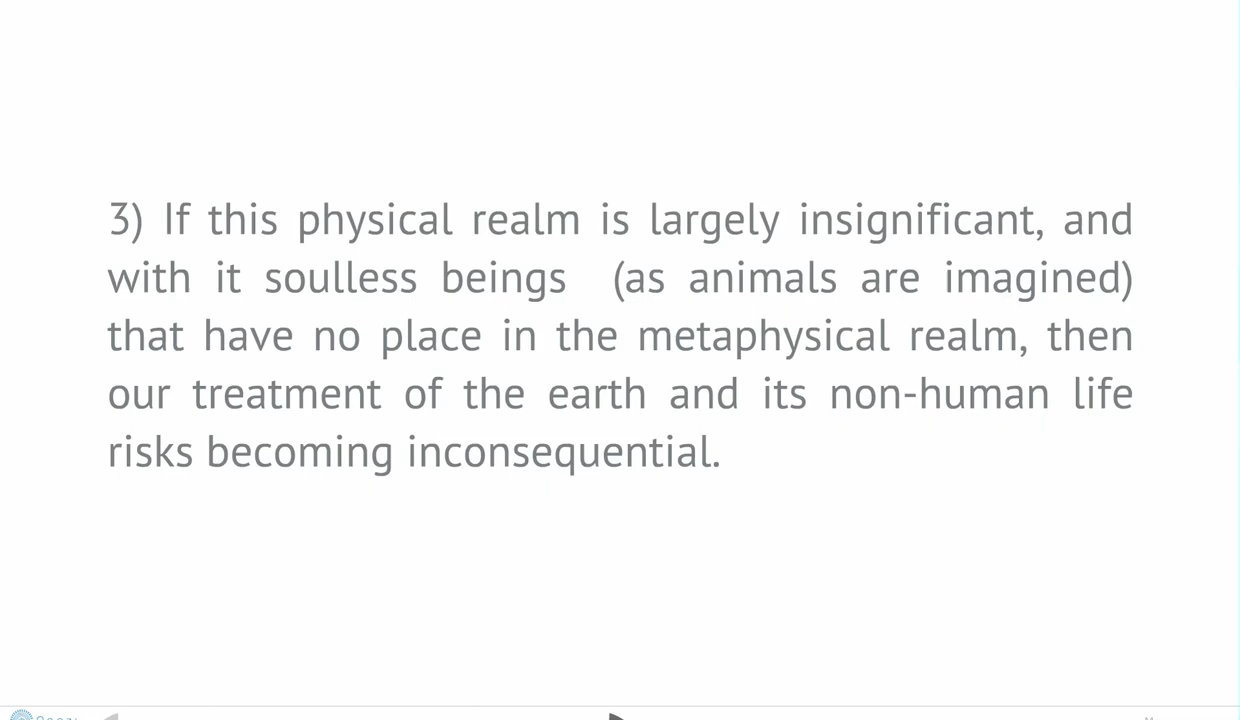 3) If this physical realm is largely insignificant, and
with it soulless beings (as animals are imagined)
that have no place in the metaphysical realm, then
our treatment of the earth and its non-human life
risks becoming inconsequential.